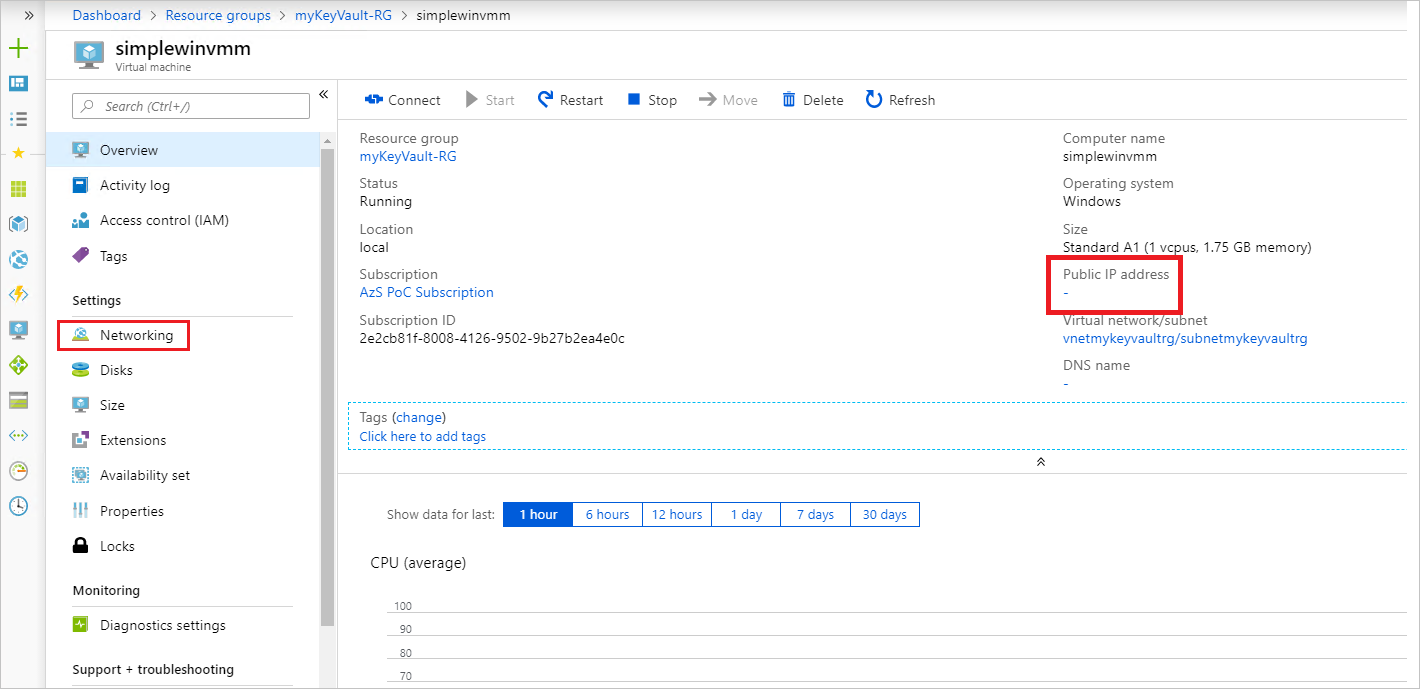 Dashboard > Resource groups > myKeyVault-RG > simplewinvmm
simplewinvmm
Virtual machine
Search (Ctrl+/)
Overview
Activity log
Access control (IAM)
Tags
Settings
Networking
Disks
Size
Extensions
Availability set
Properties
Locks
Monitoring
Diagnostics settings
Support + troubleshooting
Connect Start Restart Stop Move Delete Refresh
Resource group
myKeyVault-RG
Status
Running
Location
local
Subscription
AzS PoC Subscription
Subscription ID
2e2cb81f-8008-4126-9502-9b27b2ea4e0c
Computer name
simplewinvmm
Operating system
Windows
Size
Standard A1 (1 vcpus, 1.75 GB memory)
Public IP address
-
Virtual network/subnet
vnetmykeyvaultrg/subnetmykeyvaultrg
DNS name
-
Tags (change)
Click here to add tags
Show data for last: 1 hour 6 hours 12 hours 1 day 7 days 30 days
CPU (average)
100
90
80
70